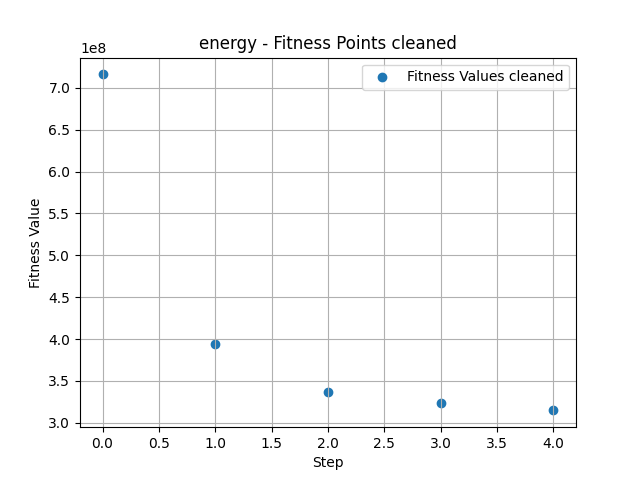 energy - Fitness Points cleaned
1e8
Fitness Values cleaned
7.0
6.5
6.0
5.5
5.0
4.5
4.0
3.5
3.0
Fitness Value
0.0 0.5 1.0 1.5 2.0 2.5 3.0 3.5 4.0
Step